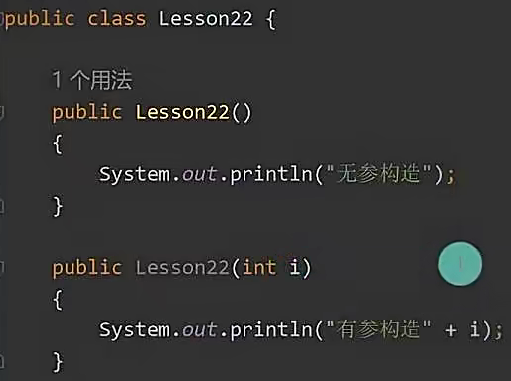 public class Lesson22 {
1 个用法
public Lesson22()
{
System.out.println("无参构造");
}
public Lesson22(int i)
{
System.out.println("有参构造" + i);
}